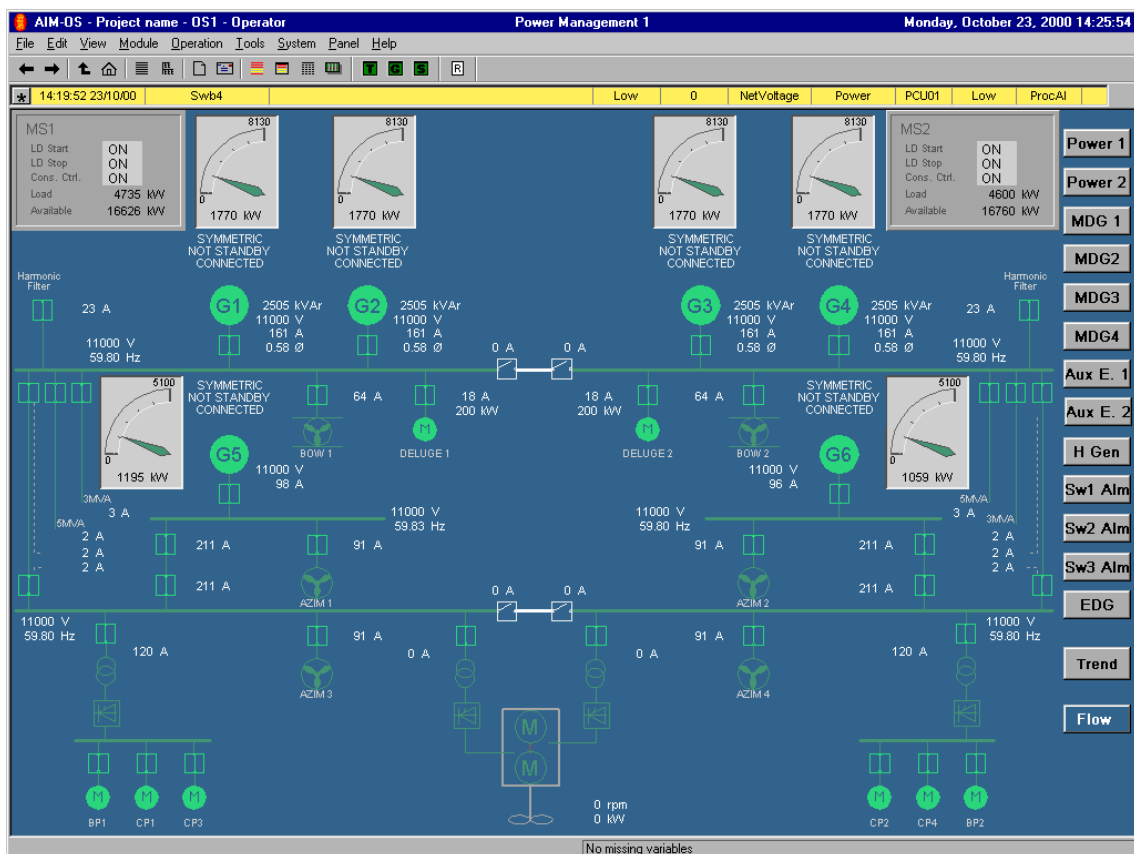 AIM-OS - Project name - OS1 - Operator Power Management 1 Monday, October 23, 2000 14:25:54
File Edit View Module Operation Tools System Panel Help
T G S R
* 14:19:52 23/10/00 Swb4 Low 0 NetVoltage Power PCU01 Low ProcAI
MS1
LD Start ON
LD Stop ON
Cons. Ctrl. ON
Load 4735 kW
Available 16626 kW
8130
0
1770 kW
SYMMETRIC
NOT STANDBY
CONNECTED
8130
0
1770 kW
SYMMETRIC
NOT STANDBY
CONNECTED
8130
0
1770 kW
SYMMETRIC
NOT STANDBY
CONNECTED
8130
0
1770 kW
SYMMETRIC
NOT STANDBY
CONNECTED
MS2
LD Start ON
LD Stop ON
Cons. Ctrl. ON
Load 4600 kW
Available 16760 kW
Power 1
Power 2
MDG 1
MDG2
MDG3
MDG4
Aux E. 1
Aux E. 2
H Gen
Sw1 Alm
Sw2 Alm
Sw3 Alm
EDG
Trend
Flow
Harmonic
Filter
23 A
11000 V
59.80 Hz
G1
2505 kVAr
11000 V
161 A
0.58 Ø
G2
2505 kVAr
11000 V
161 A
0.58 Ø
0 A 0 A
G3
2505 kVAr
11000 V
161 A
0.58 Ø
G4
2505 kVAr
11000 V
161 A
0.58 Ø
Harmonic
Filter
23 A
11000 V
59.80 Hz
5100
0
1195 kW
SYMMETRIC
NOT STANDBY
CONNECTED
G5
11000 V
98 A
64 A
BOW 1
18 A
200 kW
M
DELUGE 1
18 A
200 kW
M
DELUGE 2
64 A
BOW 2
SYMMETRIC
NOT STANDBY
CONNECTED
G6
11000 V
96 A
5100
0
1059 kW
3MVA
3 A
5MVA
2 A
2 A
2 A
11000 V
59.83 Hz
211 A
211 A
91 A
AZIM 1
0 A 0 A
11000 V
59.80 Hz
91 A
AZIM 2
211 A
211 A
5MVA
3 A
3MVA
2 A
2 A
2 A
11000 V
59.80 Hz
120 A
91 A
AZIM 3
0 A
0 A
91 A
AZIM 4
120 A
11000 V
59.80 Hz
M
M
0 rpm
0 kW
M M M
BP1 CP1 CP3
M M M
CP2 CP4 BP2
No missing variables